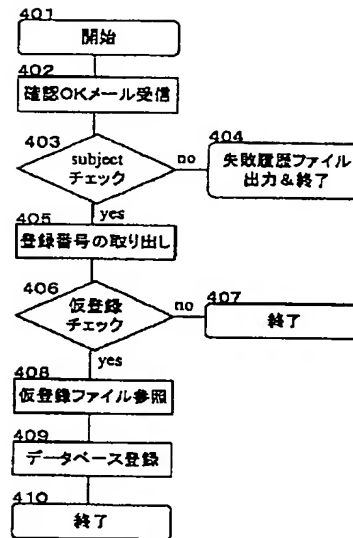 401
開始
402
確認OKメール受信
403
subject
チェック
no
404
失敗履歴ファイル
出力&終了
yes
405
登録番号の取り出し
406
仮登録
チェック
no
407
終了
yes
408
仮登録ファイル参照
409
データベース登録
410
終了